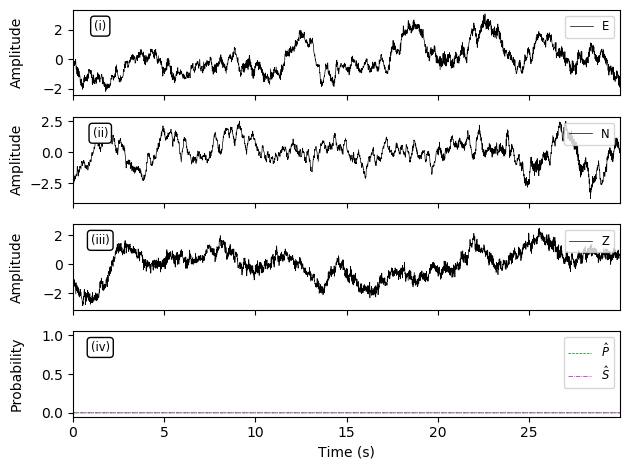 Amplitude
2
0
−2
(i)
E
Amplitude
2.5
0.0
−2.5
(ii)
N
Amplitude
2
0
−2
(iii)
Z
Probability
1.0
0.5
0.0
(iv)
P̂
Ŝ
0 5 10 15 20 25
Time (s)